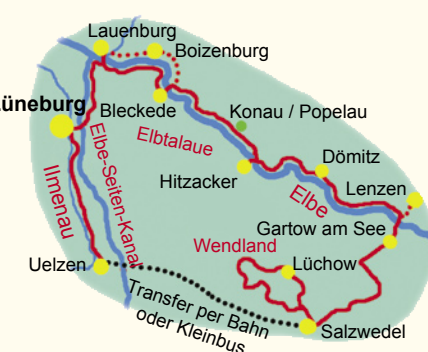 Lauenburg
Boizenburg
Lüneburg
Bleckede
Konau / Popelau
Elbtalaue
Elbe-Seiten-Kanal
Ilmenau
Dömitz
Hitzacker
Lenzen
Elbe
Gartow am See
Wendland
Uelzen
Lüchow
Transfer per Bahn
oder Kleinbus
Salzwedel